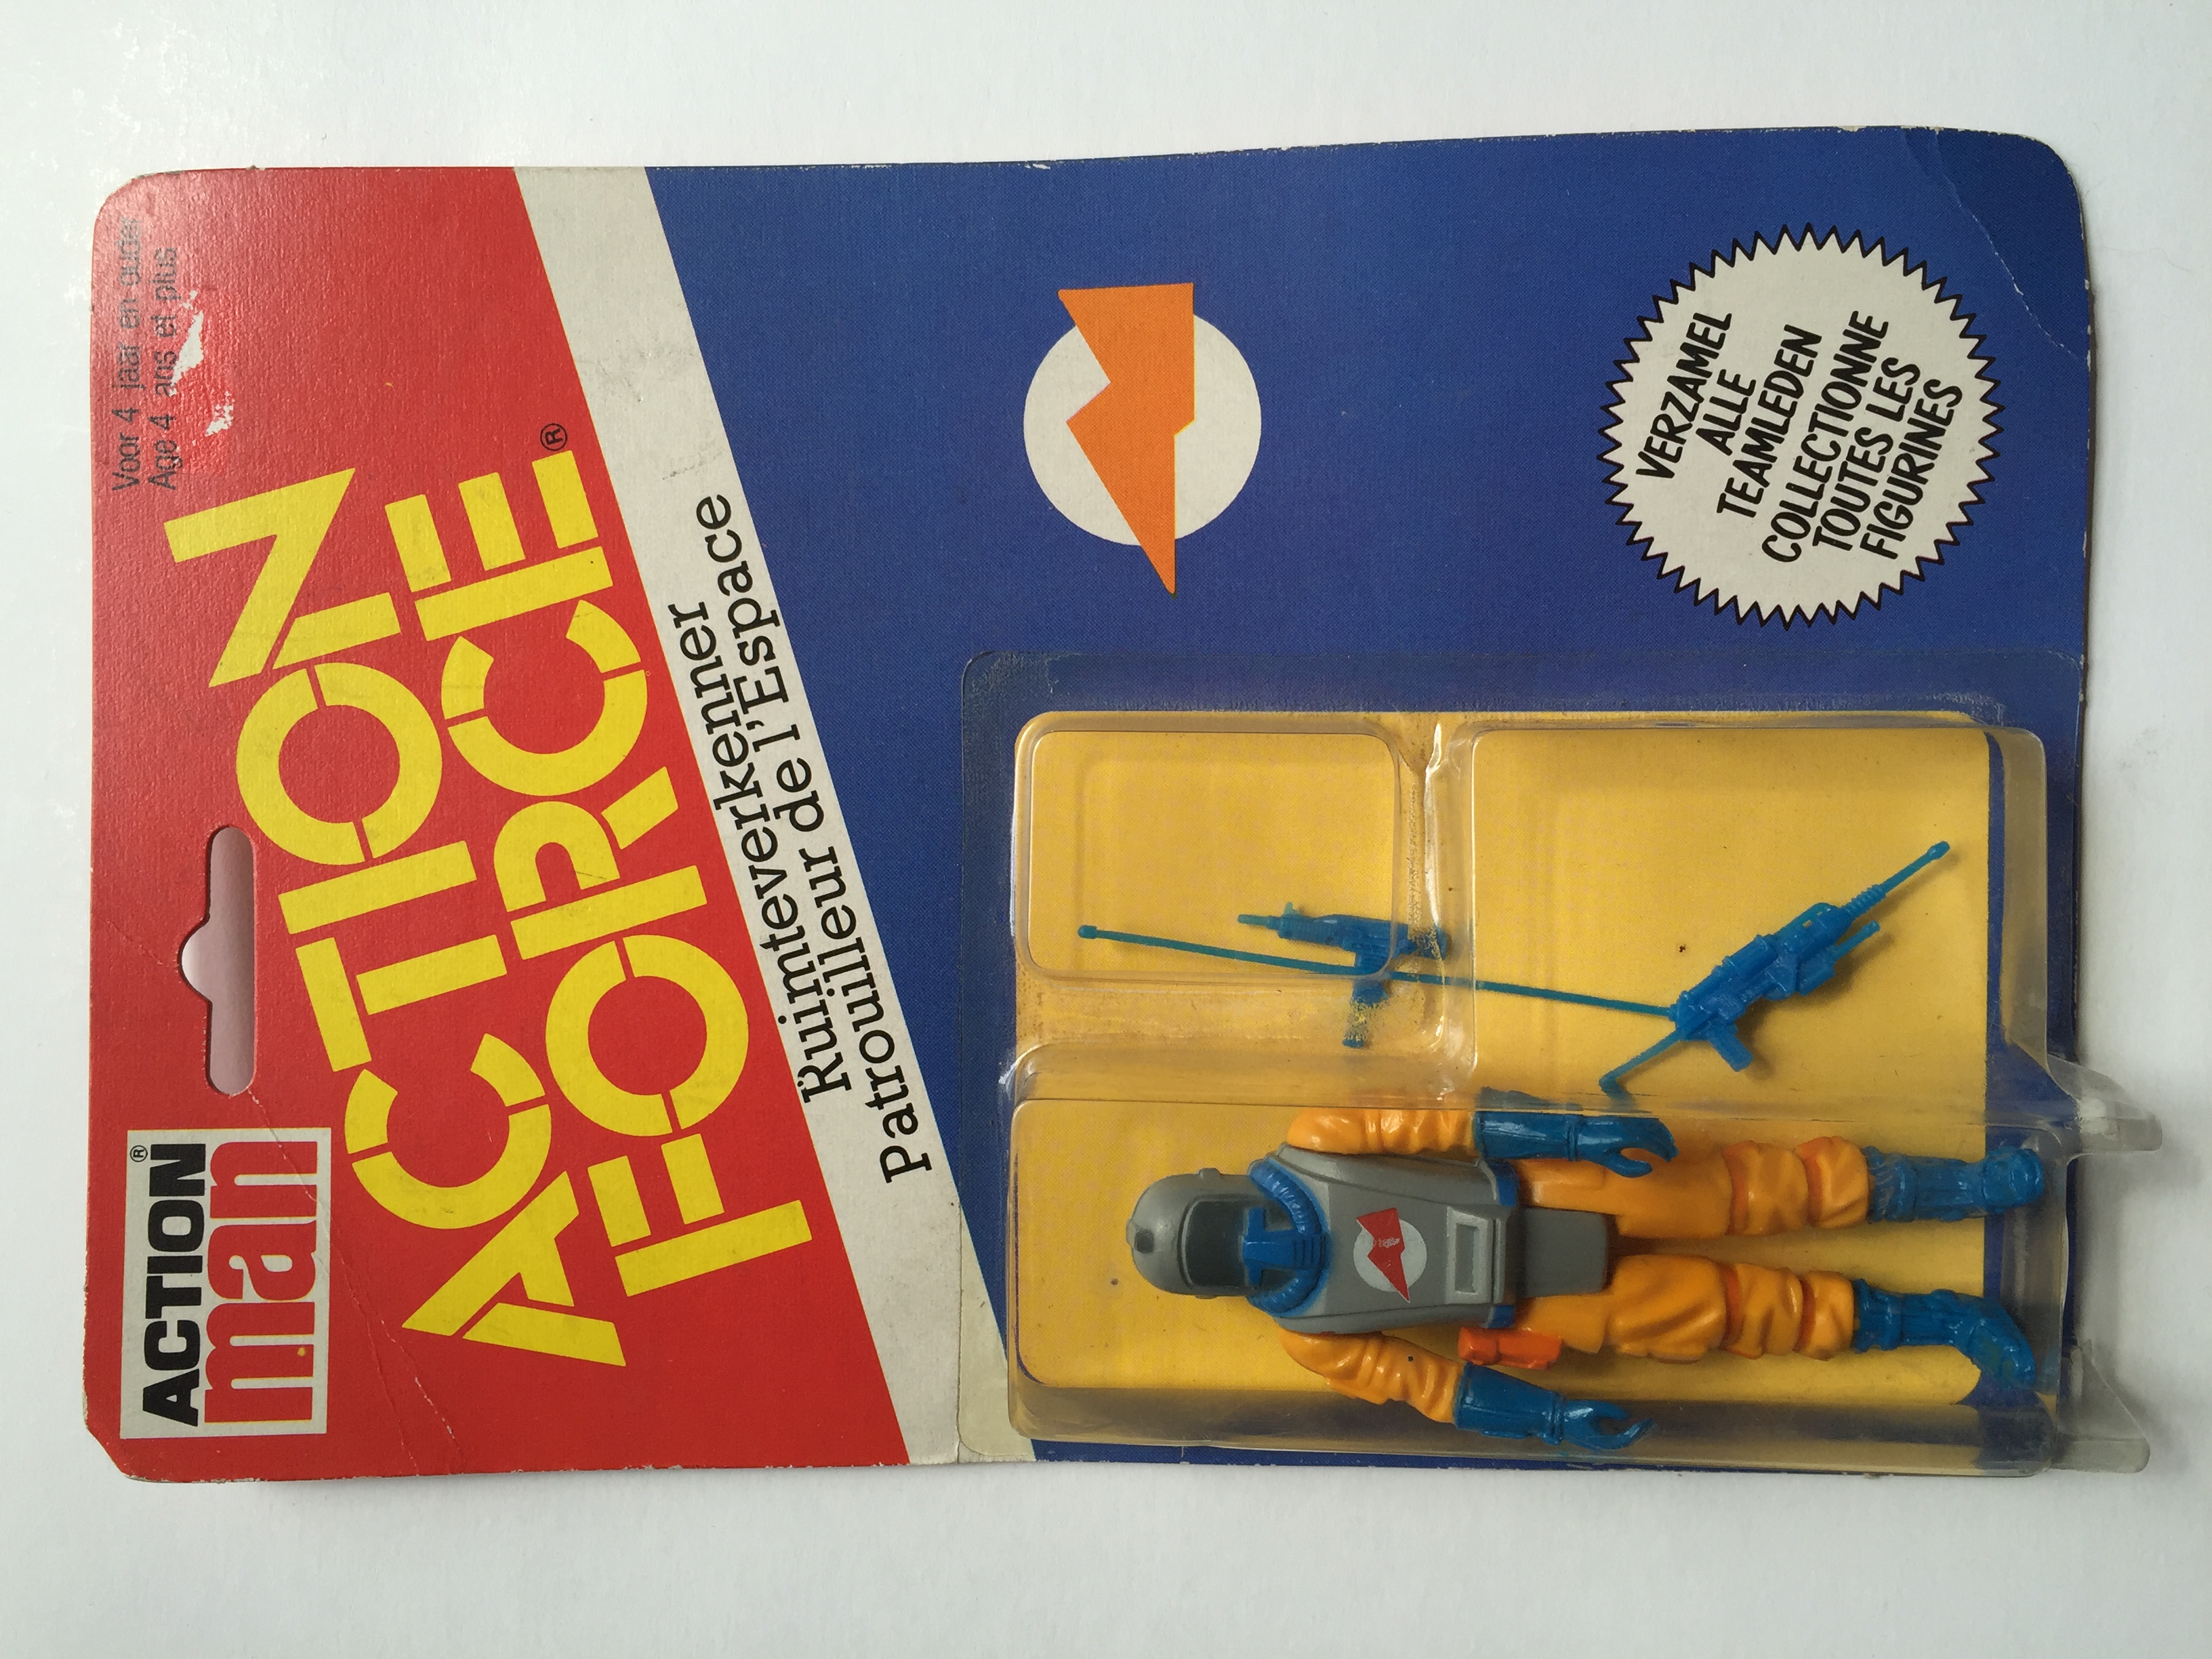 Voor 4 jaar en ouder
Age 4 ans et plus
ACTION®
man
ACTION
FORCE®
Ruimteverkenner
Patrouilleur de l'Espace
VERZAMEL
ALLE
TEAMLEDEN
COLLECTIONNE
TOUTES LES
FIGURINES